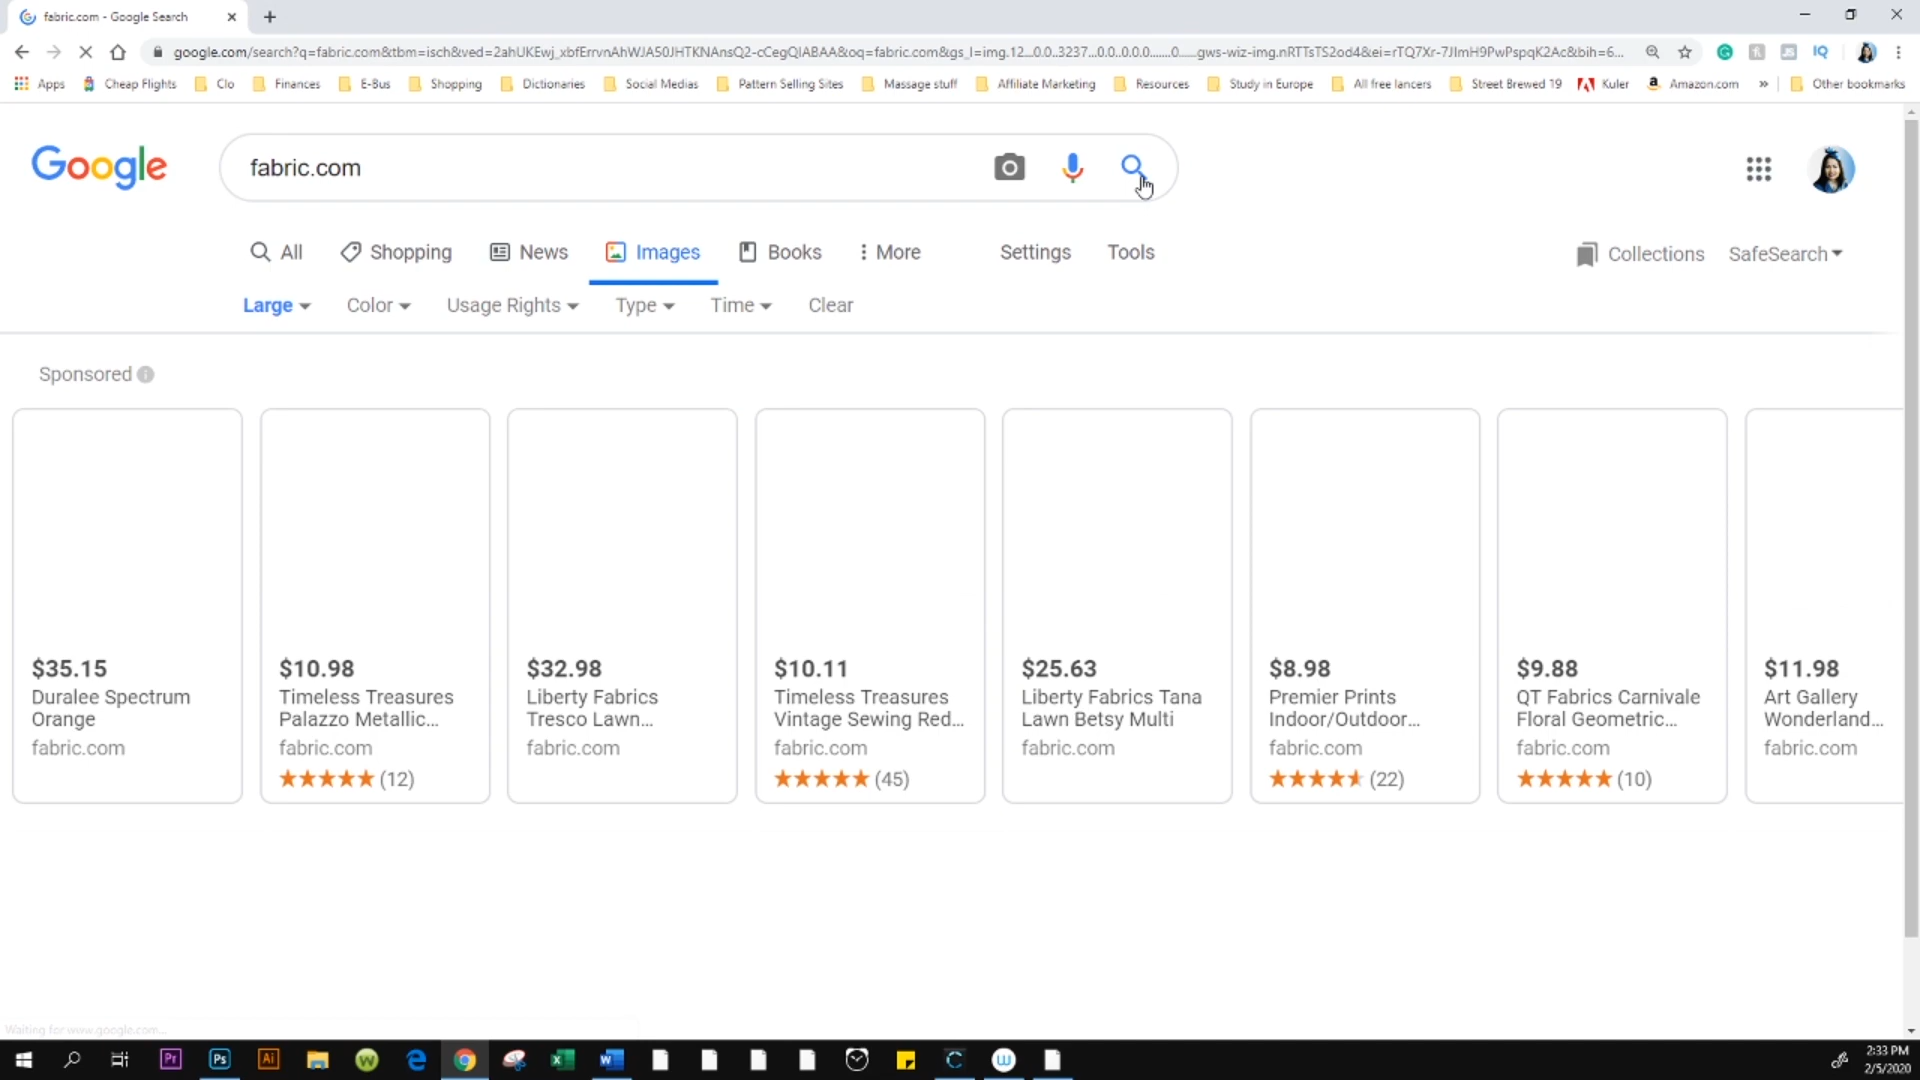 fabric.com - Google Search
google.com/search?q=fabric.com&tbm=isch&ved=2ahUKEwj_xbfErrvnAhWJA50JHTKNAnsQ2-cCegQIABAA&oq=fabric.com&gs_l=img.12...0.0..3237...0.0..0.0.0.......0......gws-wiz-img.nRTTsTS2od4&ei=rTQ7Xr-7JImH9PwPspqK2Ac&bih=6...
Apps Cheap Flights Clo Finances E-Bus Shopping Dictionaries Social Medias Pattern Selling Sites Massage stuff Affiliate Marketing Resources Study in Europe All free lancers Street Brewed 19 Kuler Amazon.com » Other bookmarks
Google fabric.com
All Shopping News Images Books More Settings Tools Collections SafeSearch
Large Color Usage Rights Type Time Clear
Sponsored
$35.15
Duralee Spectrum
Orange
fabric.com
$10.98
Timeless Treasures
Palazzo Metallic...
fabric.com
(12)
$32.98
Liberty Fabrics
Tresco Lawn...
fabric.com
$10.11
Timeless Treasures
Vintage Sewing Red...
fabric.com
(45)
$25.63
Liberty Fabrics Tana
Lawn Betsy Multi
fabric.com
$8.98
Premier Prints
Indoor/Outdoor...
fabric.com
(22)
$9.88
QT Fabrics Carnivale
Floral Geometric...
fabric.com
(10)
$11.98
Art Gallery
Wonderland...
fabric.com
Waiting for www.google.com...
Pr Ps Ai
2:33 PM
2/5/2020